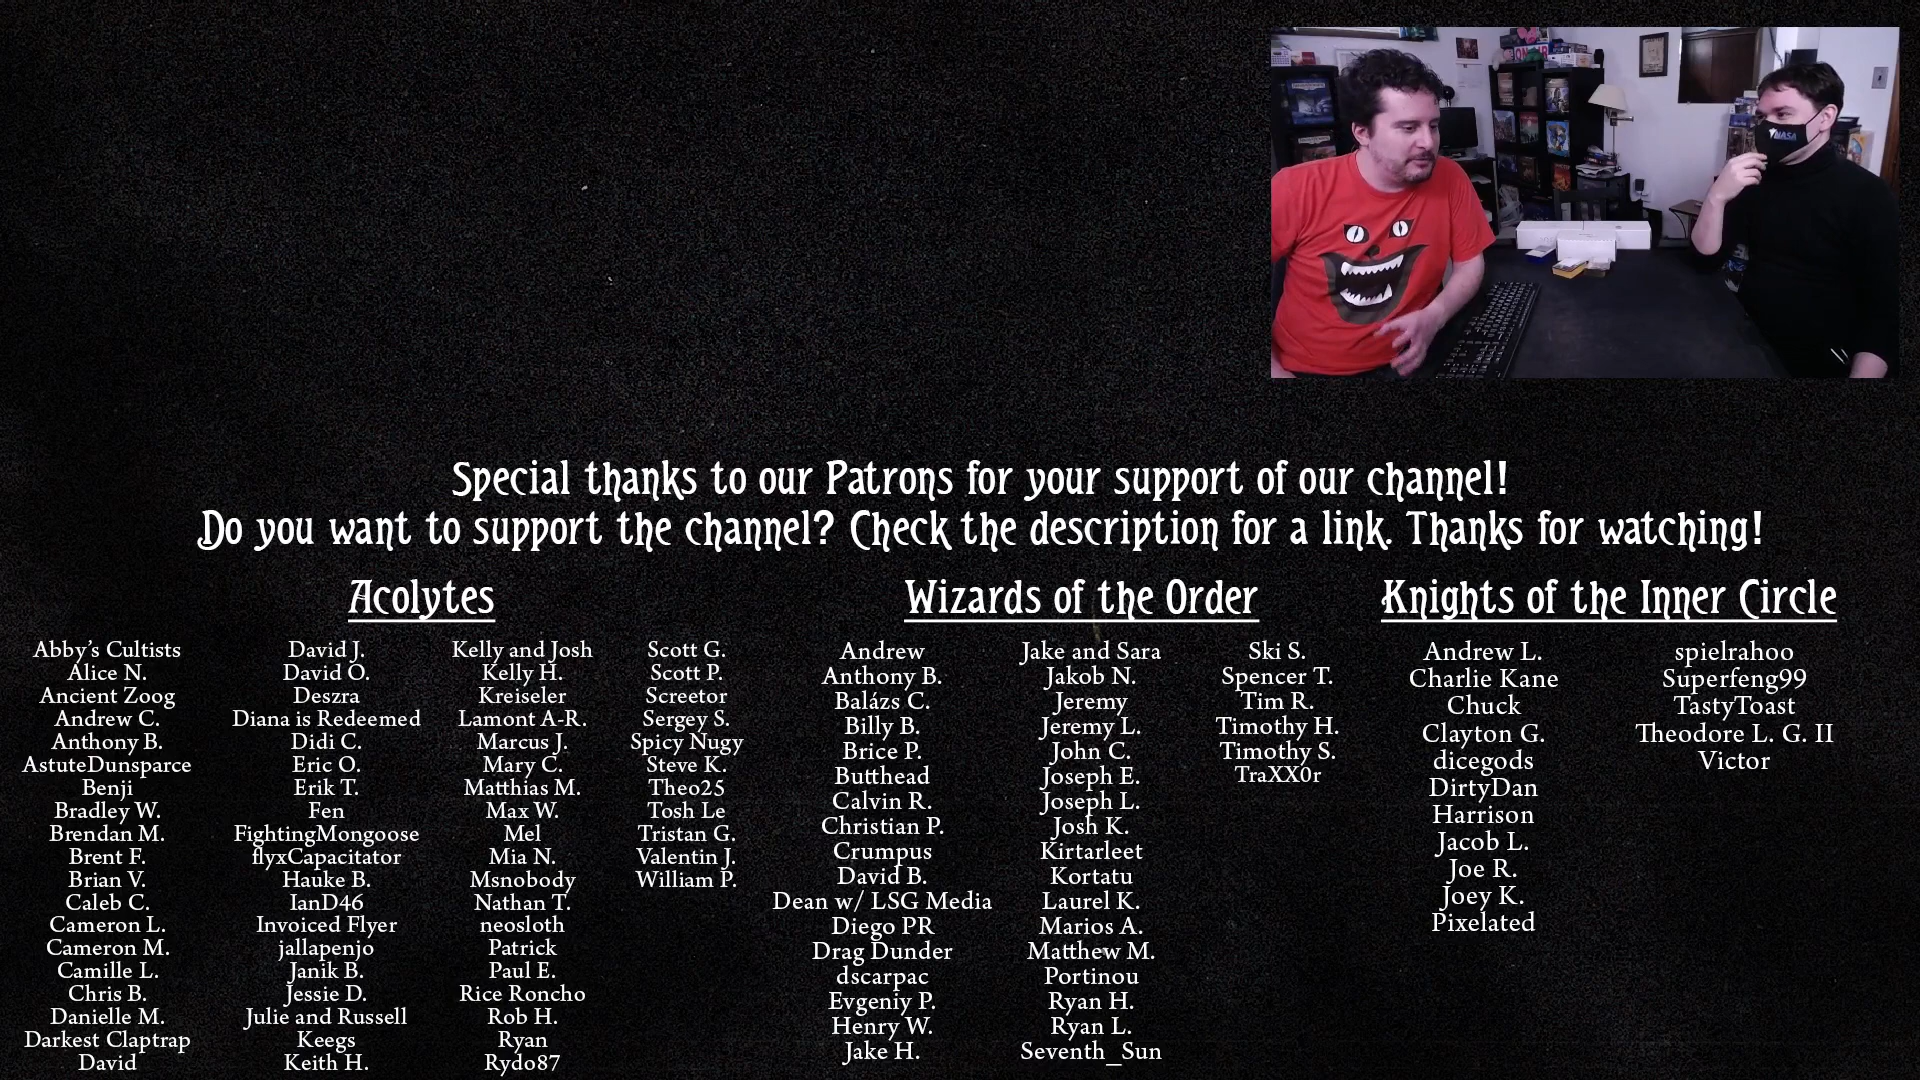 ON AIR
NASA
Special thanks to our Patrons for your support of our channel!
Do you want to support the channel? Check the description for a link. Thanks for watching!
Acolytes
Abby's Cultists
Alice N.
Ancient Zoog
Andrew C.
Anthony B.
AstuteDunsparce
Benji
Bradley W.
Brendan M.
Brent F.
Brian V.
Caleb C.
Cameron L.
Cameron M.
Camille L.
Chris B.
Danielle M.
Darkest Claptrap
David
David J.
David O.
Deszra
Diana is Redeemed
Didi C.
Eric O.
Erik T.
Fen
FightingMongoose
flyxCapacitator
Hauke B.
IanD46
Invoiced Flyer
jallapenjo
Janik B.
Jessie D.
Julie and Russell
Keegs
Keith H.
Kelly and Josh
Kelly H.
Kreiseler
Lamont A-R.
Marcus J.
Mary C.
Matthias M.
Max W.
Mel
Mia N.
Msnobody
Nathan T.
neosloth
Patrick
Paul E.
Rice Roncho
Rob H.
Ryan
Rydo87
Scott G.
Scott P.
Screetor
Sergey S.
Spicy Nugy
Steve K.
Theo25
Tosh Le
Tristan G.
Valentin J.
William P.
Wizards of the Order
Andrew
Anthony B.
Balázs C.
Billy B.
Brice P.
Butthead
Calvin R.
Christian P.
Crumpus
David B.
Dean w/ LSG Media
Diego PR
Drag Dunder
dscarpac
Evgeniy P.
Henry W.
Jake H.
Jake and Sara
Jakob N.
Jeremy
Jeremy L.
John C.
Joseph E.
Joseph L.
Josh K.
Kirtarleet
Kortatu
Laurel K.
Marios A.
Matthew M.
Portinou
Ryan H.
Ryan L.
Seventh_Sun
Ski S.
Spencer T.
Tim R.
Timothy H.
Timothy S.
TraXX0r
Knights of the Inner Circle
Andrew L.
Charlie Kane
Chuck
Clayton G.
dicegods
DirtyDan
Harrison
Jacob L.
Joe R.
Joey K.
Pixelated
spielrahoo
Superfeng99
TastyToast
Theodore L. G. II
Victor